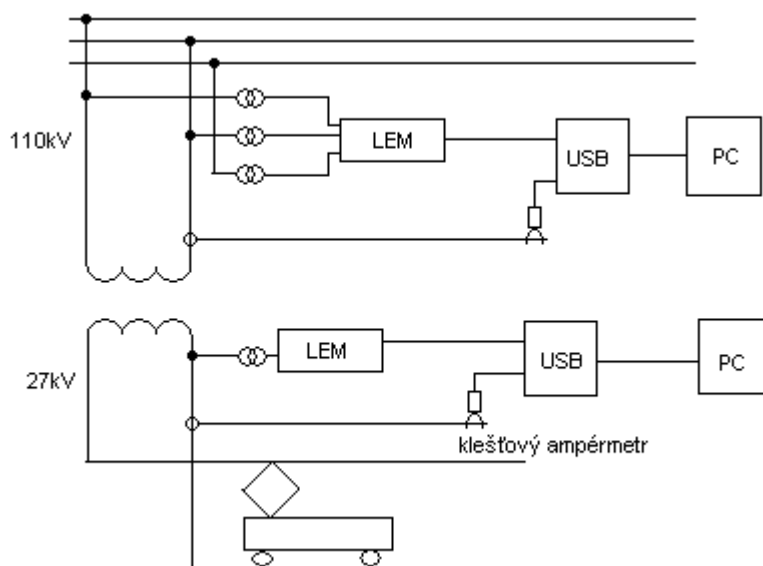 110kV
LEM
USB
PC
27kV
LEM
USB
PC
klešťový ampérmetr